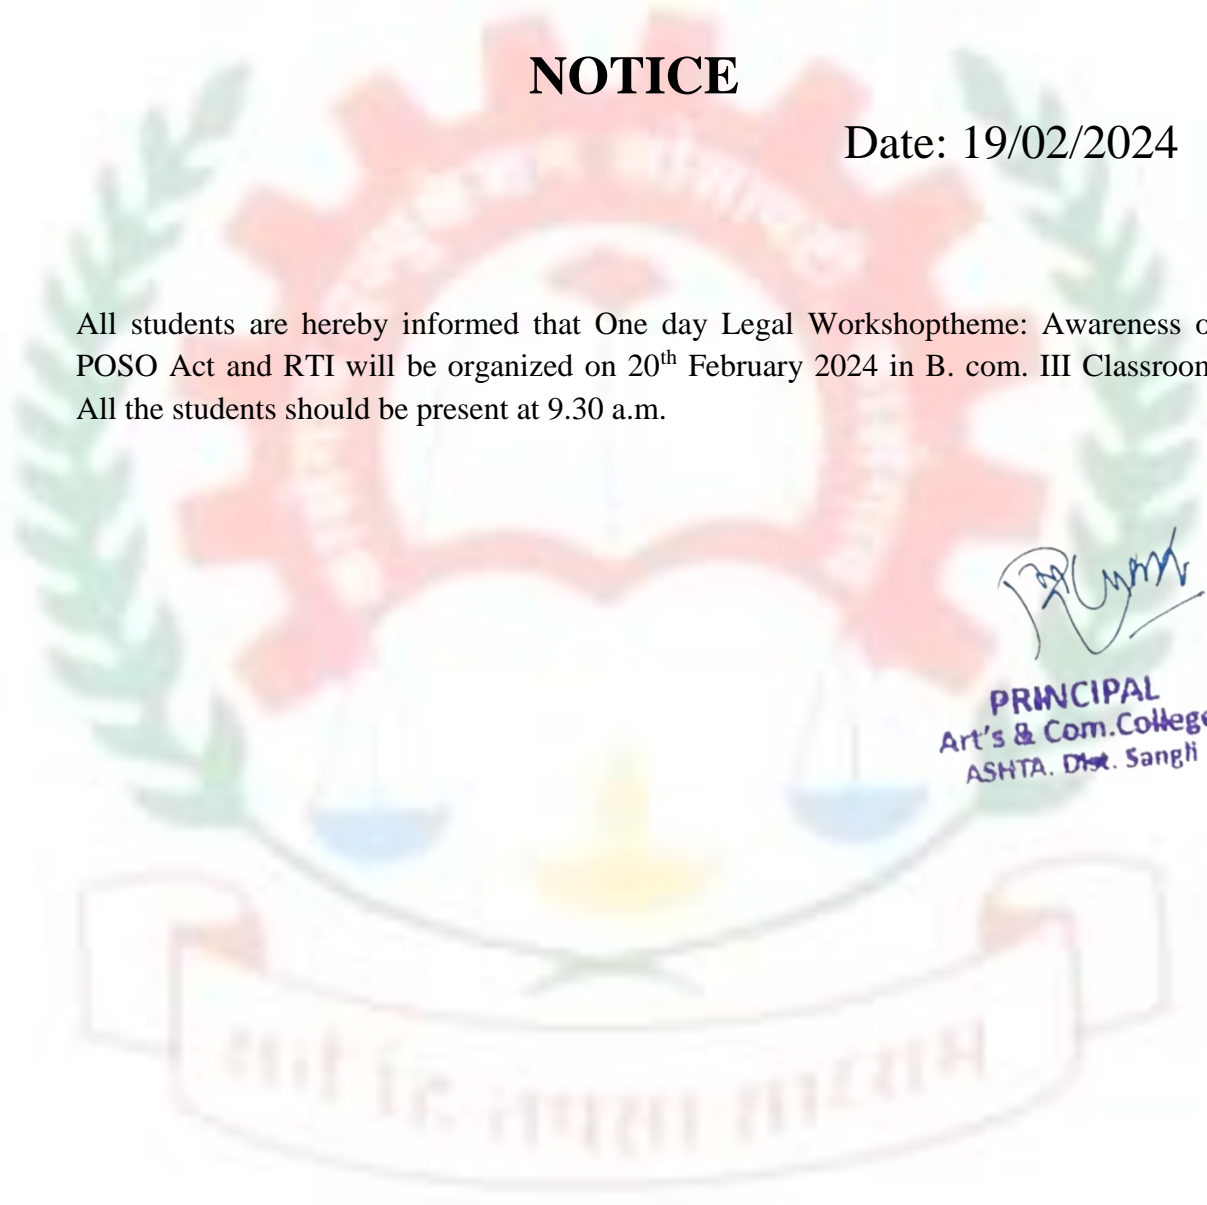 NOTICE
Date: 19/02/2024
All students are hereby informed that One day Legal Workshoptheme: Awareness o
POSO Act and RTI will be organized on 20th February 2024 in B. com. III Classroon
All the students should be present at 9.30 a.m.
PRINCIPAL
Art's & Com.College
ASHTA. Dist. Sangli